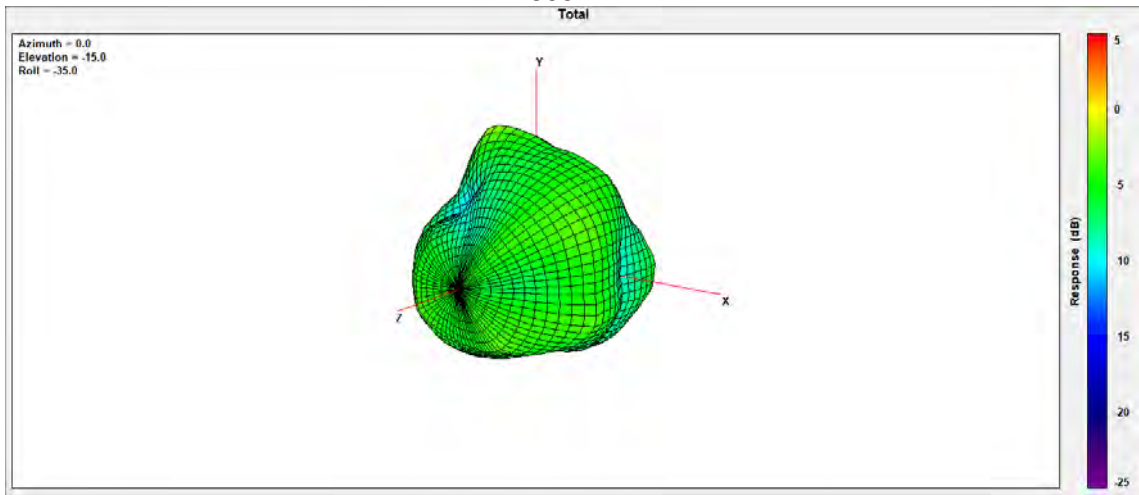 Total
Azimuth = 0.0
Elevation = -15.0
Roll = -35.0
Y
X
Z
5
0
-5
-10
-15
-20
-25
Response (dB)